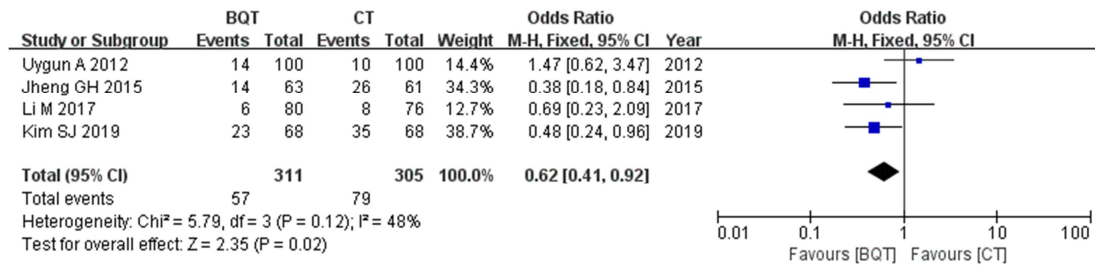 BQT CT Odds Ratio Odds Ratio
Study or Subgroup Events Total Events Total Weight M-H, Fixed, 95% CI Year M-H, Fixed, 95% CI
Uygun A 2012 14 100 10 100 14.4% 1.47 [0.62, 3.47] 2012
Jheng GH 2015 14 63 26 61 34.3% 0.38 [0.18, 0.84] 2015
Li M 2017 6 80 8 76 12.7% 0.69 [0.23, 2.09] 2017
Kim SJ 2019 23 68 35 68 38.7% 0.48 [0.24, 0.96] 2019
Total (95% CI) 311 305 100.0% 0.62 [0.41, 0.92]
Total events 57 79
Heterogeneity: Chi² = 5.79, df = 3 (P = 0.12); I² = 48%
Test for overall effect: Z = 2.35 (P = 0.02)
0.01 0.1 1 10 100
Favours [BQT] Favours [CT]